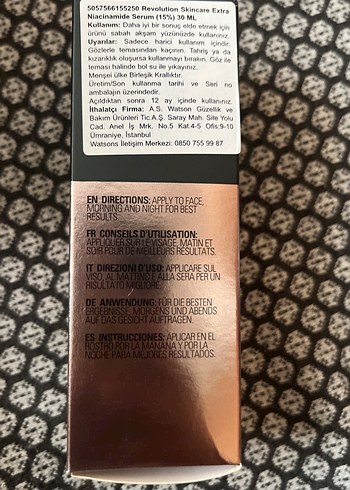 5057566155250 Revolution Skincare Extra
Niacinamide Serum (15%) 30 ML
Kullanım: Daha iyi bir sonuç elde etmek için
ürünü sabah akşam yüzünüzde kullanınız.
Uyarılar: Sadece harici kullanım içindir.
Gözlerle temasından kaçının. Tahriş ya da
kızarıklık oluşursa kullanmayı bırakın. Göz ile
teması halinde bol su ile yıkayınız.
Menşei ülke Birleşik Krallıktır.
Üretim/Son kullanma tarihi ve Seri no
ambalajın üzerindedir.
Açıldıktan sonra 12 ay içinde kullanınız.
İthalatçı Firma: A.S. Watson Güzellik ve
Bakım Ürünleri Tic A.Ş. Saray Mah. Site Yolu
Cad. Anel İş Mrk. No.5 Kat.4-5 Ofis:9-10
Ümraniye, İstanbul
Watsons İletişim Merkezi: 0850 755 99 87
EN DIRECTIONS: APPLY TO FACE,
MORNING AND NIGHT FOR BEST
RESULTS.
FR CONSEILS D'UTILISATION:
APPLIQUER SUR LE VISAGE, MATIN ET
SOIR POUR DE MEILLEURS RÉSULTATS.
IT DIREZIONI D'USO: APPLICARE SUL
VISO, AL MATTINO E ALLA SERA PER UN
RISULTATO MIGLIORE.
DE ANWENDUNG: FÜR DIE BESTEN
ERGEBNISSE, MORGENS UND ABENDS
AUF DAS GESICHT AUFTRAGEN.
ES INSTRUCCIONES: APLICAR EN EL
ROSTRO POR LA MAÑANA Y POR LA
NOCHE PARA MEJORES RESULTADOS.